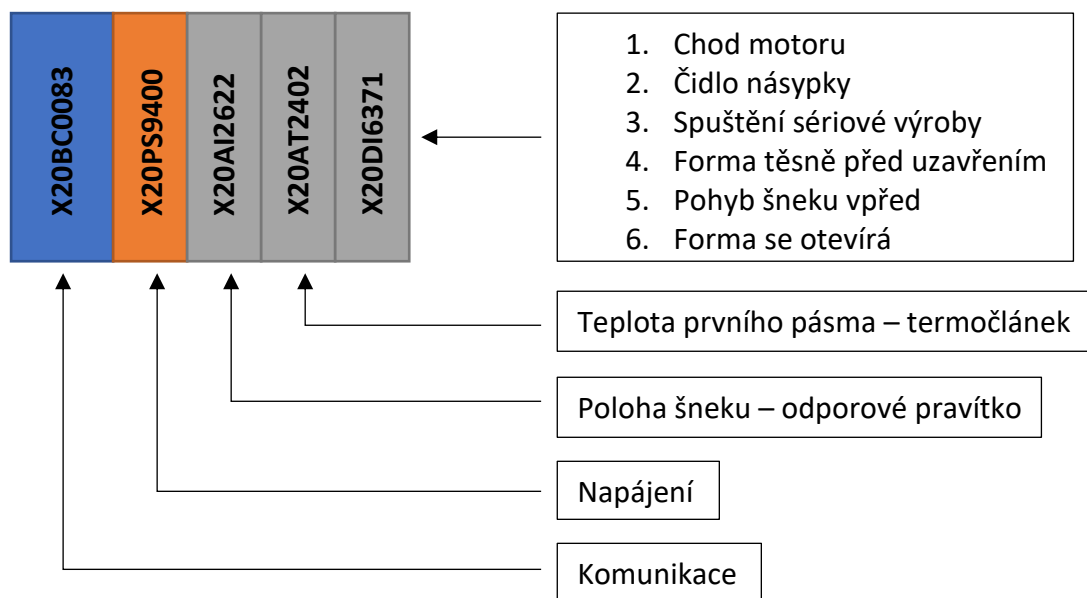 X20BC0083
X20PS9400
X20AI2622
X20AT2402
X20DI6371
1. Chod motoru
2. Čidlo násypky
3. Spuštění sériové výroby
4. Forma těsně před uzavřením
5. Pohyb šneku vpřed
6. Forma se otevírá
Teplota prvního pásma – termočlánek
Poloha šneku – odporové pravítko
Napájení
Komunikace